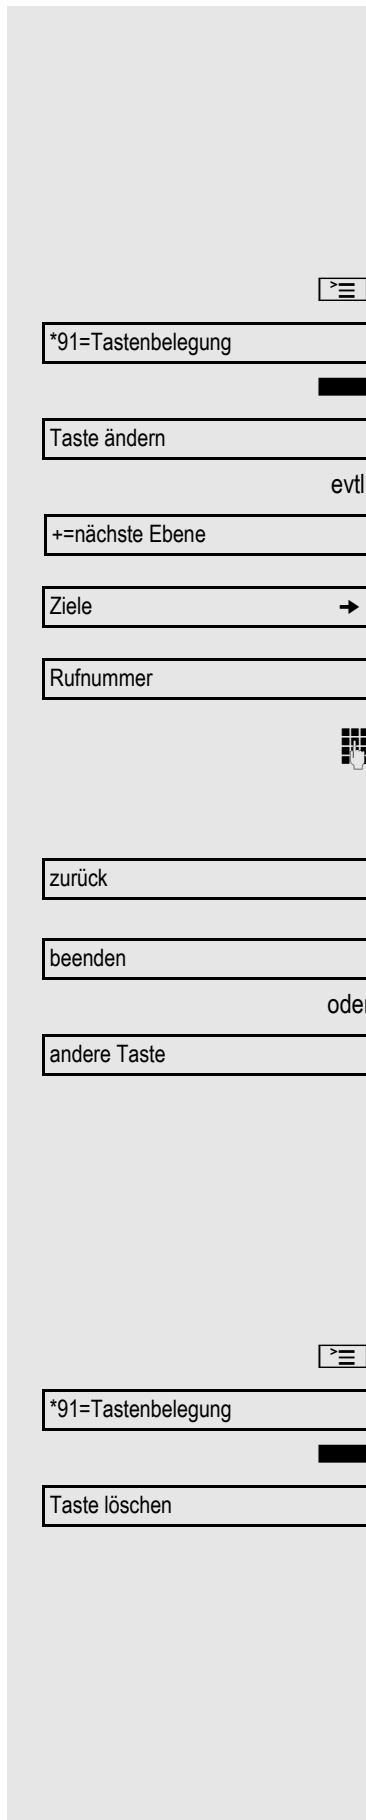 *91=Tastenbelegung
Taste ändern
evtl
+=nächste Ebene
Ziele
Rufnummer
zurück
beenden
oder
andere Taste
*91=Tastenbelegung
Taste löschen